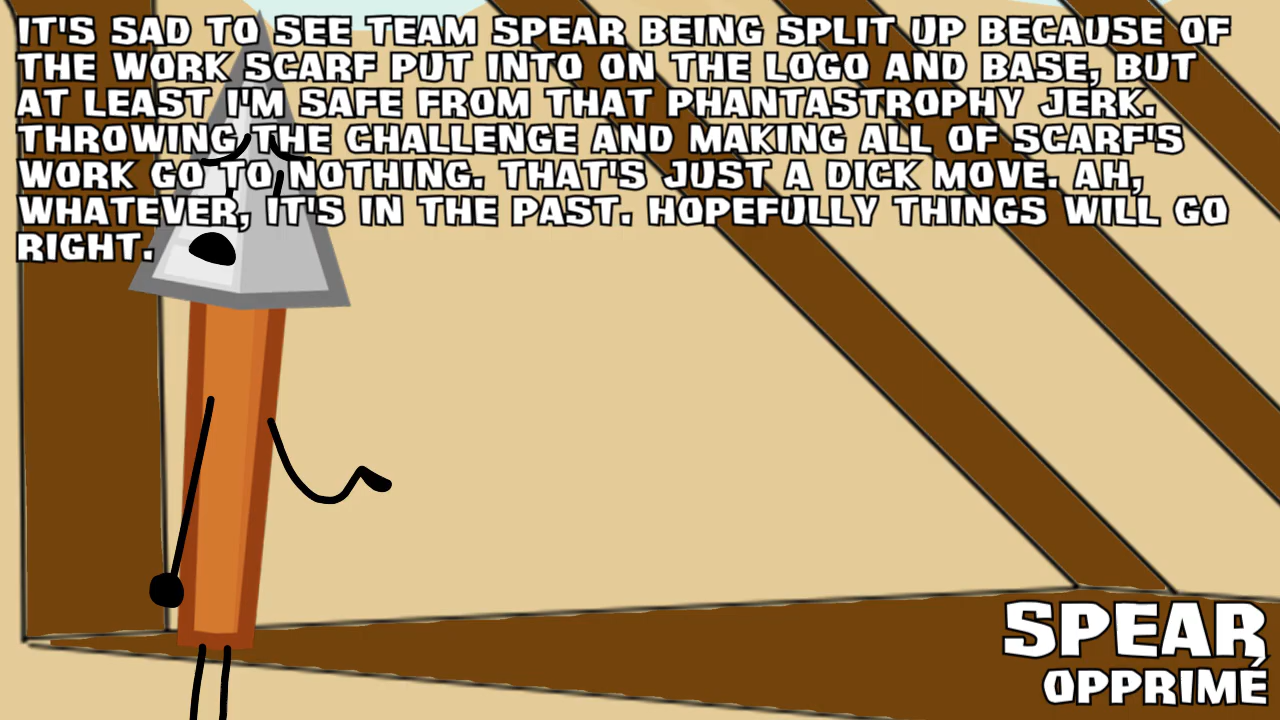 IT'S SAD TO SEE TEAM SPEAR BEING SPLIT UP BECAUSE OF
THE WORK SCARF PUT INTO ON THE LOGO AND BASE, BUT
AT LEAST I'M SAFE FROM THAT PHANTASTROPHY JERK.
THROWING THE CHALLENGE AND MAKING ALL OF SCARF'S
WORK GO TO NOTHING. THAT'S JUST A DICK MOVE. AH,
WHATEVER, IT'S IN THE PAST. HOPEFULLY THINGS WILL GO
RIGHT.
SPEAR,
OPPRIMÉ